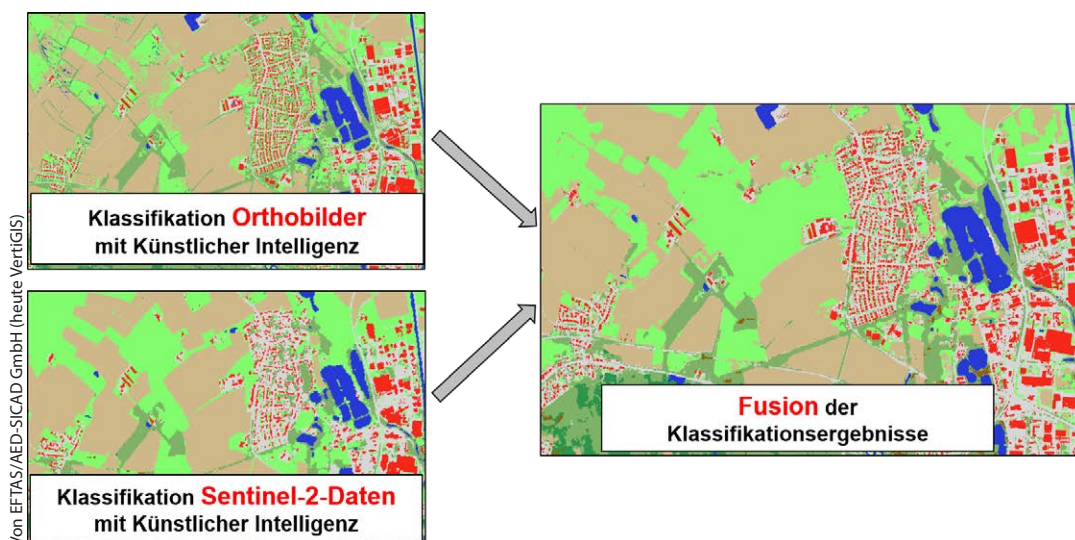 Klassifikation Orthobilder
mit Künstlicher Intelligenz
Klassifikation Sentinel-2-Daten
mit Künstlicher Intelligenz
Fusion der
Klassifikationsergebnisse
Von EFTAS/AED-SICAD GmbH (heute VertiGIS)